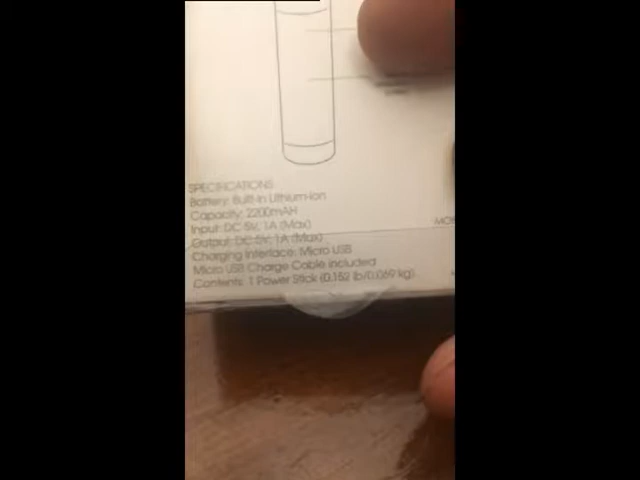 SPECIFICATIONS
Battery: Built-in Lithium-Ion
Capacity: 2200mAH
Input: DC 5V, 1A (Max)
Output: DC 5V, 1A (Max)
Charging Interface: Micro USB
Micro USB Charge Cable included
Contents: 1 Power Stick (0.152 lb/0.069 kg)